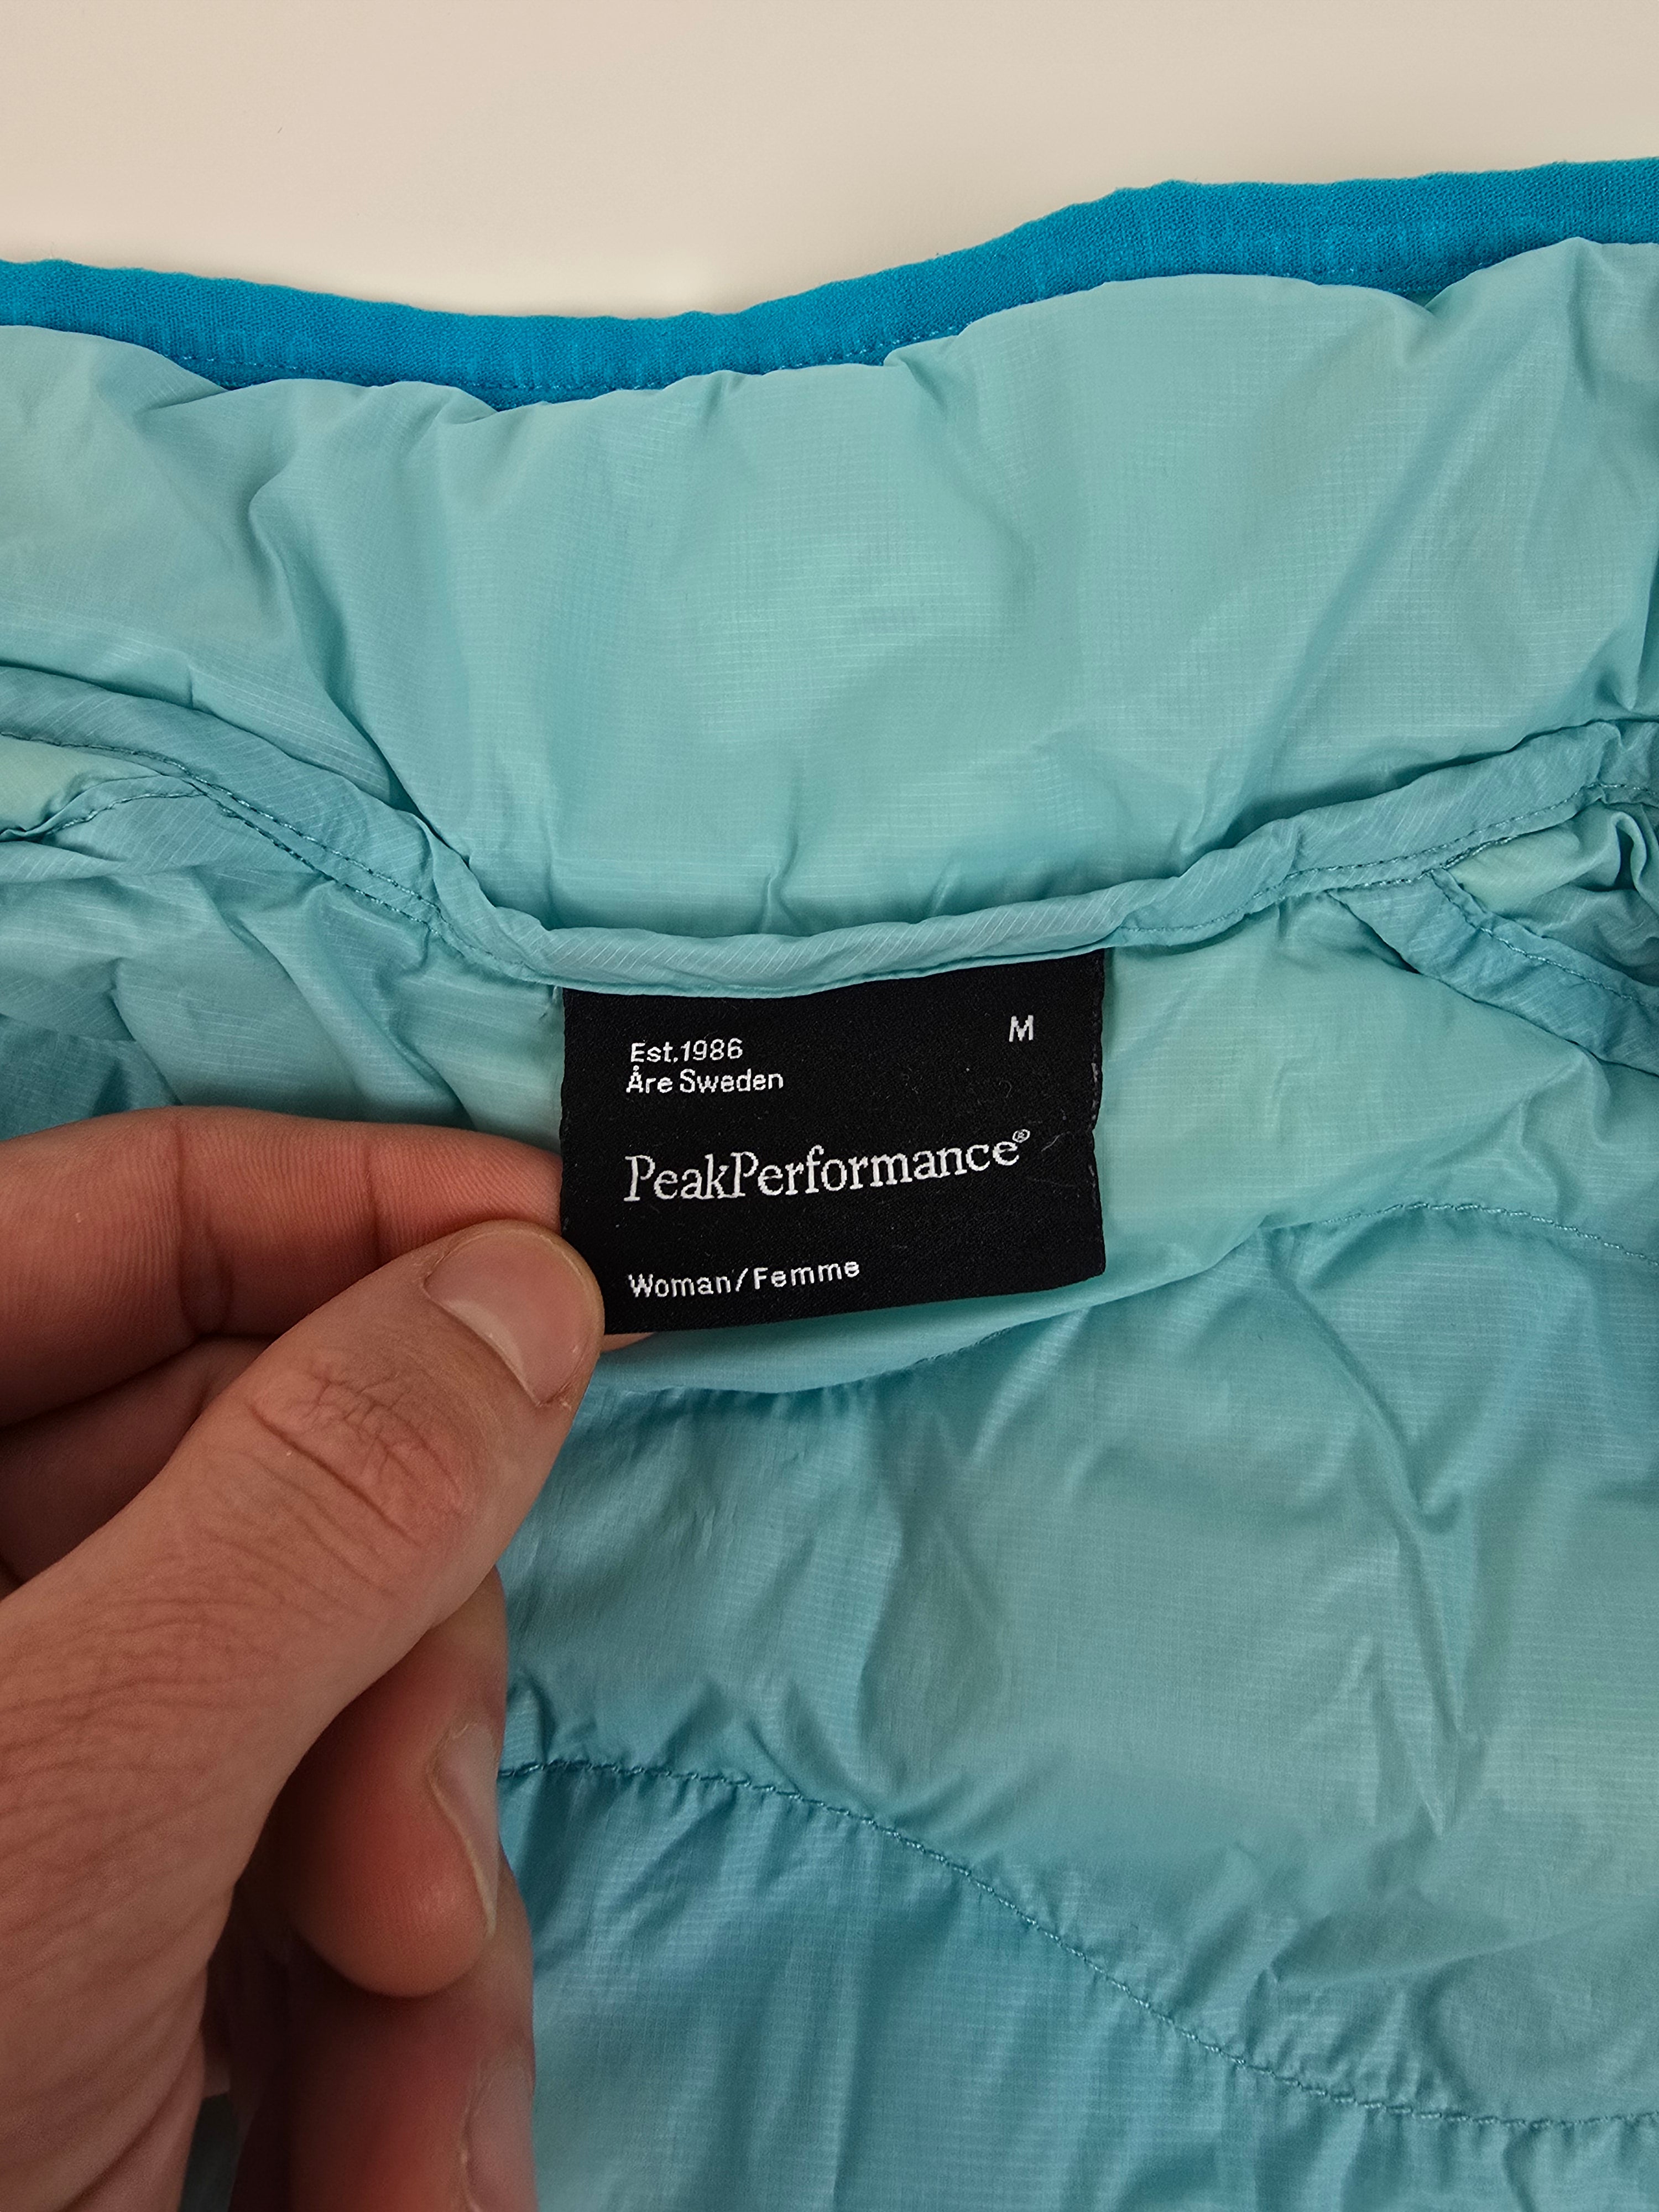 M
Est.1986
Åre Sweden
PeakPerformance®
Woman/Femme